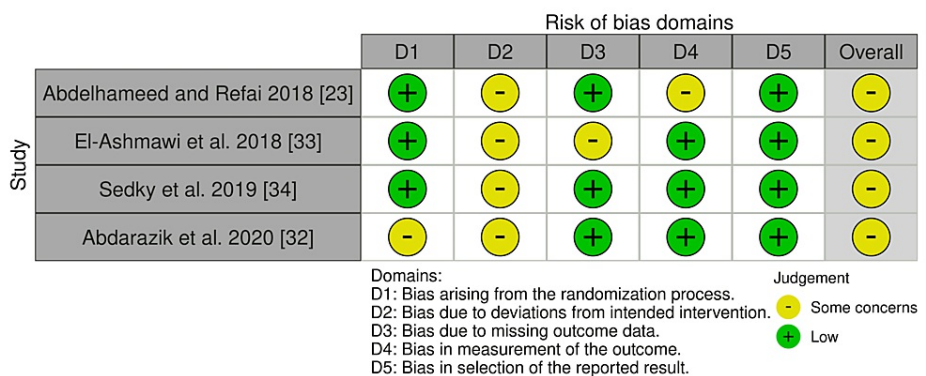 Risk of bias domains
D1 D2 D3 D4 D5 Overall
Study
Abdelhameed and Refai 2018 [23] + - + - + -
El-Ashmawi et al. 2018 [33] + - - + + -
Sedky et al. 2019 [34] + - + + + -
Abdarazik et al. 2020 [32] - - + + + -
Domains:
D1: Bias arising from the randomization process.
D2: Bias due to deviations from intended intervention.
D3: Bias due to missing outcome data.
D4: Bias in measurement of the outcome.
D5: Bias in selection of the reported result.
Judgement
- Some concerns
+ Low